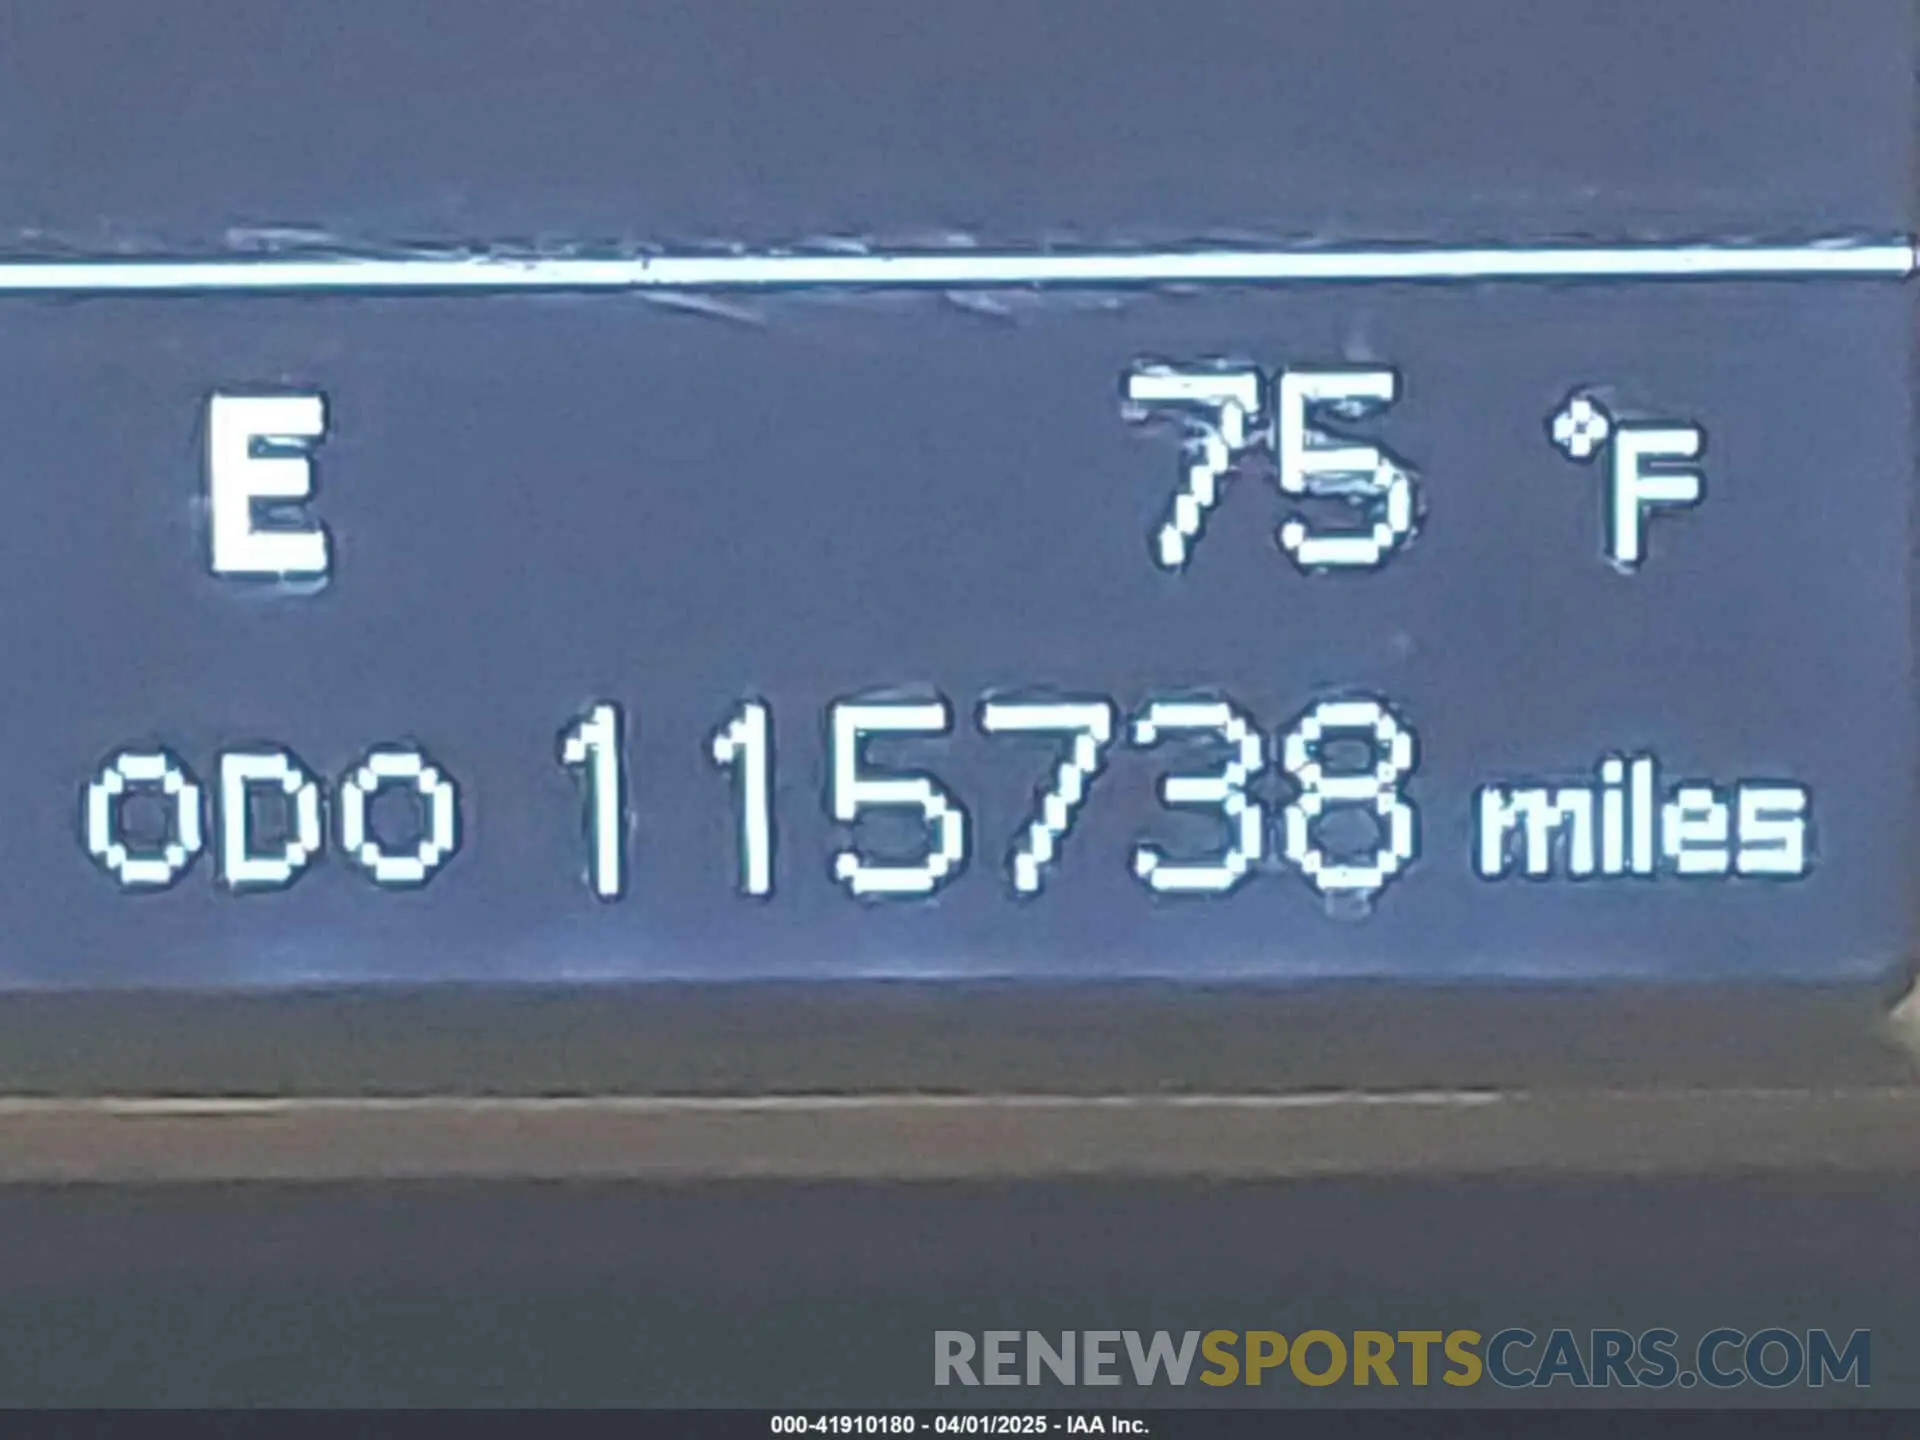 E 75 °F
ODO 115738 miles
RENEWSPORTSCARS.COM
000-41910180 - 04/01/2025 - IAA Inc.